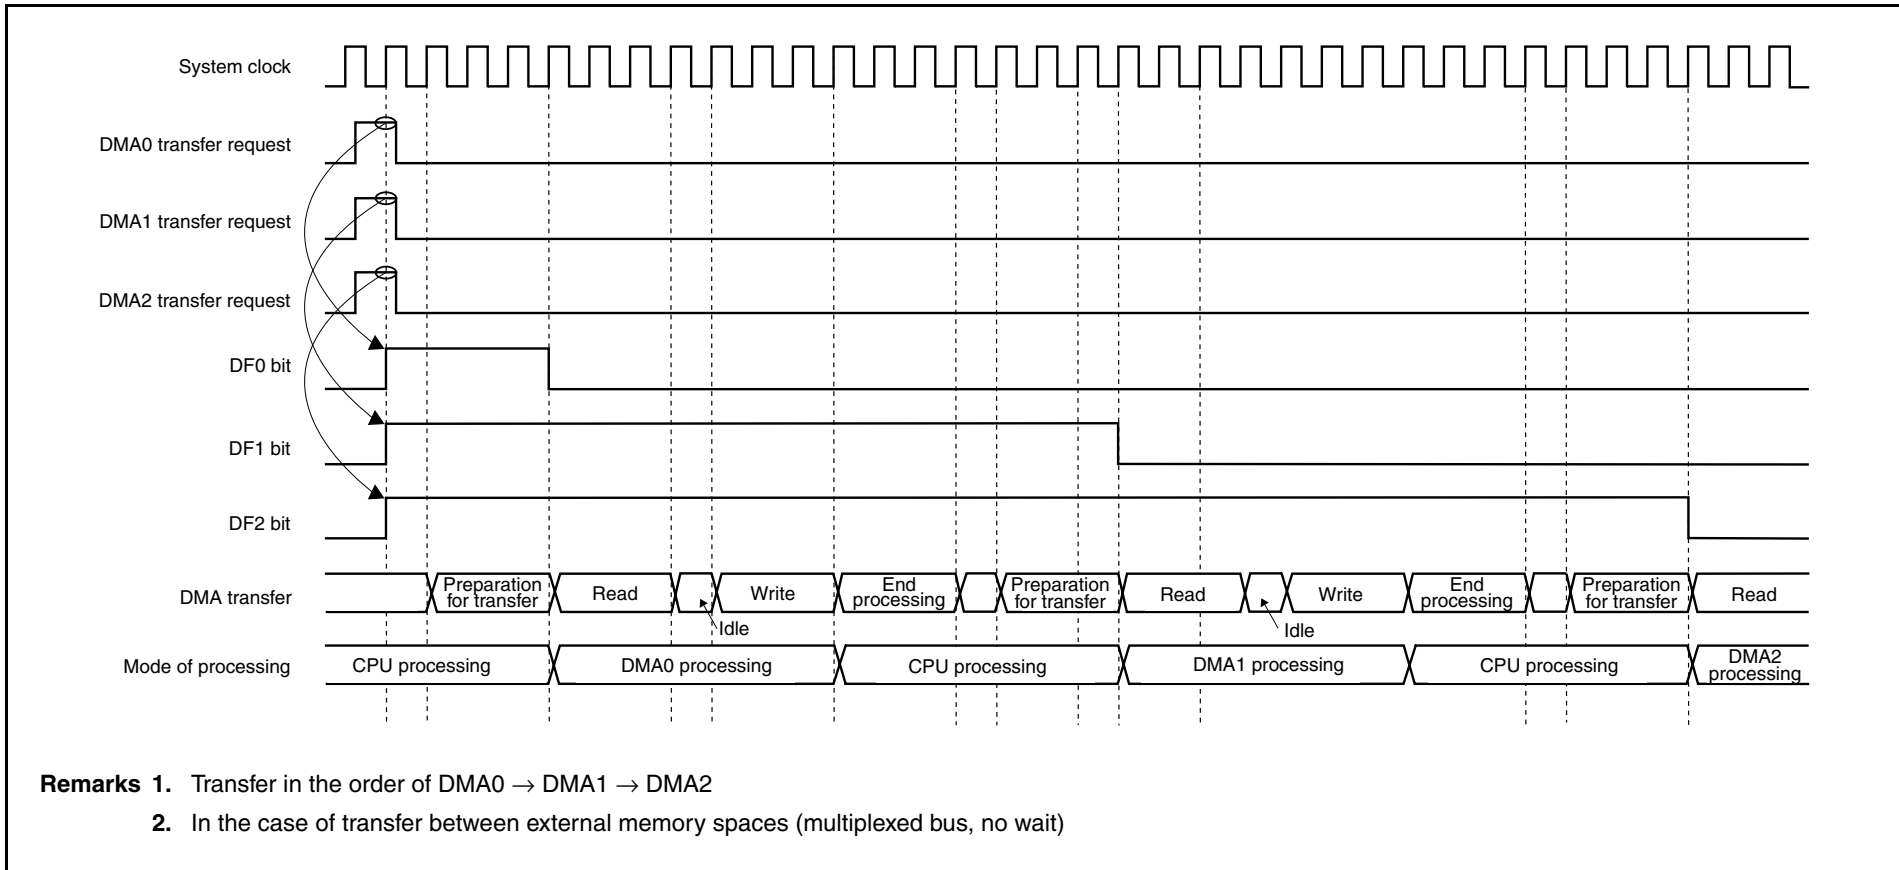 System clock
DMA0 transfer request
DMA1 transfer request
DMA2 transfer request
DF0 bit
DF1 bit
DF2 bit
DMA transfer
Preparation
for transfer
Read
Write
End
processing
Preparation
for transfer
Read
Write
End
processing
Preparation
for transfer
Read
Idle
Idle
Mode of processing
CPU processing
DMA0 processing
CPU processing
DMA1 processing
CPU processing
DMA2
processing
Remarks 1. Transfer in the order of DMA0 → DMA1 → DMA2
2. In the case of transfer between external memory spaces (multiplexed bus, no wait)